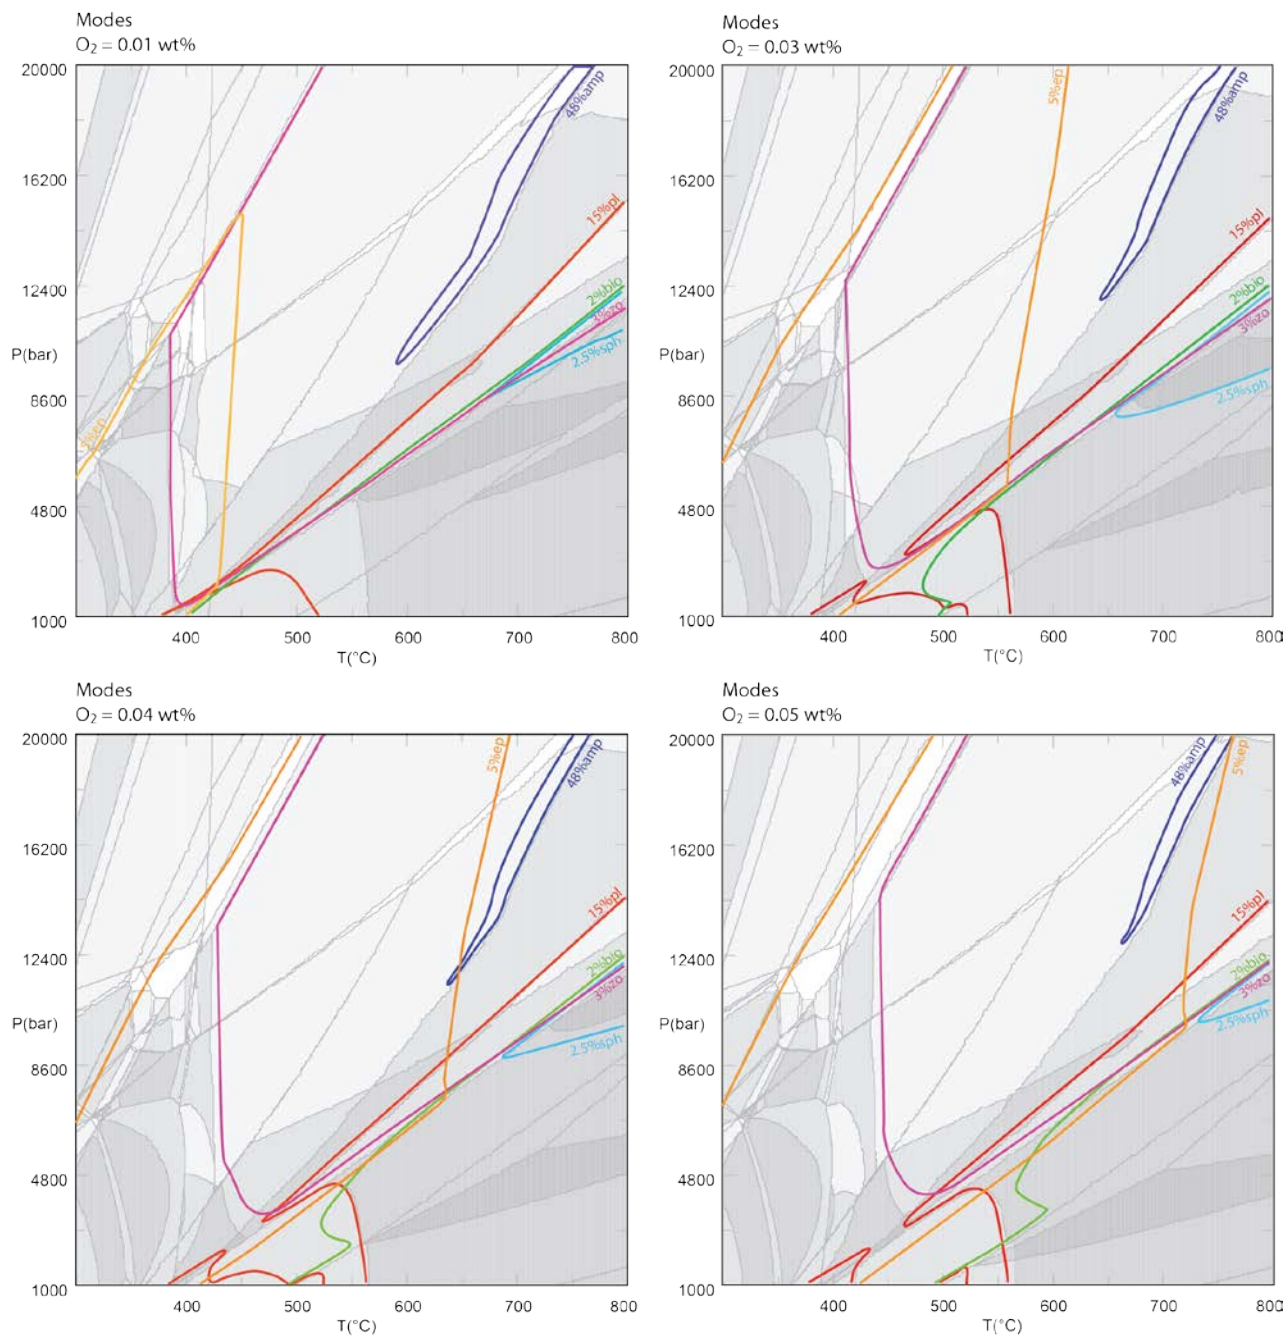 Modes
O₂ = 0.01 wt%
20000
16200
12400
P(bar)
8600
4800
1000
400
500
600
700
800
T(°C)
48%amp
15%pl
2%bio
3%zo
2.5%sph
5%ep
Modes
O₂ = 0.03 wt%
20000
16200
12400
P(bar)
8600
4800
1000
400
500
600
700
800
T(°C)
5%ep
48%amp
15%pl
2%bio
3%zo
2.5%sph
Modes
O₂ = 0.04 wt%
20000
16200
12400
P(bar)
8600
4800
1000
400
500
600
700
800
T(°C)
5%ep
48%amp
15%pl
2%bio
3%zo
2.5%sph
Modes
O₂ = 0.05 wt%
20000
16200
12400
P(bar)
8600
4800
1000
400
500
600
700
800
T(°C)
48%amp
5%ep
15%pl
2%bio
3%zo
2.5%sph